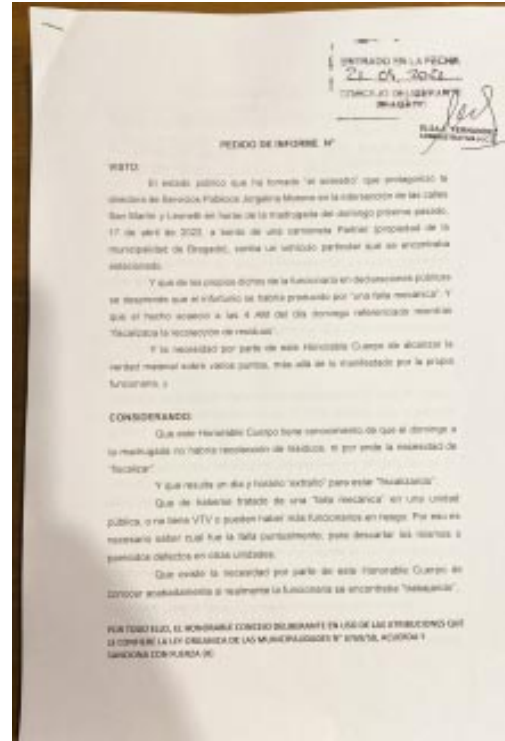 ENTRADO EN LA FECHA
CONCEJO DELIBERANTE
PEDIDO DE INFORME N°
VISTO:
El estado público que ha tomado "el siniestro" que protagonizó la
directora de Servicios Públicos Jorgelina Moreno en la intersección de las calles
San Martín y en horas de la madrugada del domingo próximo pasado,
17 de abril de 2022, a bordo de una camioneta (propiedad de la
municipalidad de Bragado), contra un vehículo particular que se encontraba
estacionado.
Y que de los propios dichos de la funcionaria en declaraciones públicas
se desprende que el infortunio se habría producido por "una falla mecánica". Y
que el hecho acaeció a las 4 AM del día domingo referenciado mientras
"fiscalizaba la recolección de residuos".
Y la necesidad por parte de este Honorable Cuerpo de alcanzar la
verdad material sobre varios puntos, más allá de lo manifestado por la propia
funcionaria, y
CONSIDERANDO:
Que este Honorable Cuerpo tiene conocimiento de que el domingo a
la madrugada no habría recolección de residuos, ni por ende la necesidad de
"fiscalizar".
Y que resulta un día y horario "extraño" para estar "fiscalizando".
Que de haberse tratado de una "falla mecánica" en una unidad
pública, o no tiene VTV o pueden haber más funcionarios en riesgo. Por eso es
necesario saber cual fue la falla puntualmente, para descartar los mismos o
parecidos defectos en otras unidades.
Que existe la necesidad por parte de este Honorable Cuerpo de
conocer acabadamente si realmente la funcionaria se encontraba "trabajando".
POR TODO ELLO, EL HONORABLE CONCEJO DELIBERANTE EN USO DE LAS ATRIBUCIONES QUE
LE CONFIERE LA LEY ORGANICA DE LAS MUNICIPALIDADES N° 6769/58, ACUERDA Y
SANCIONA CON FUERZA DE: